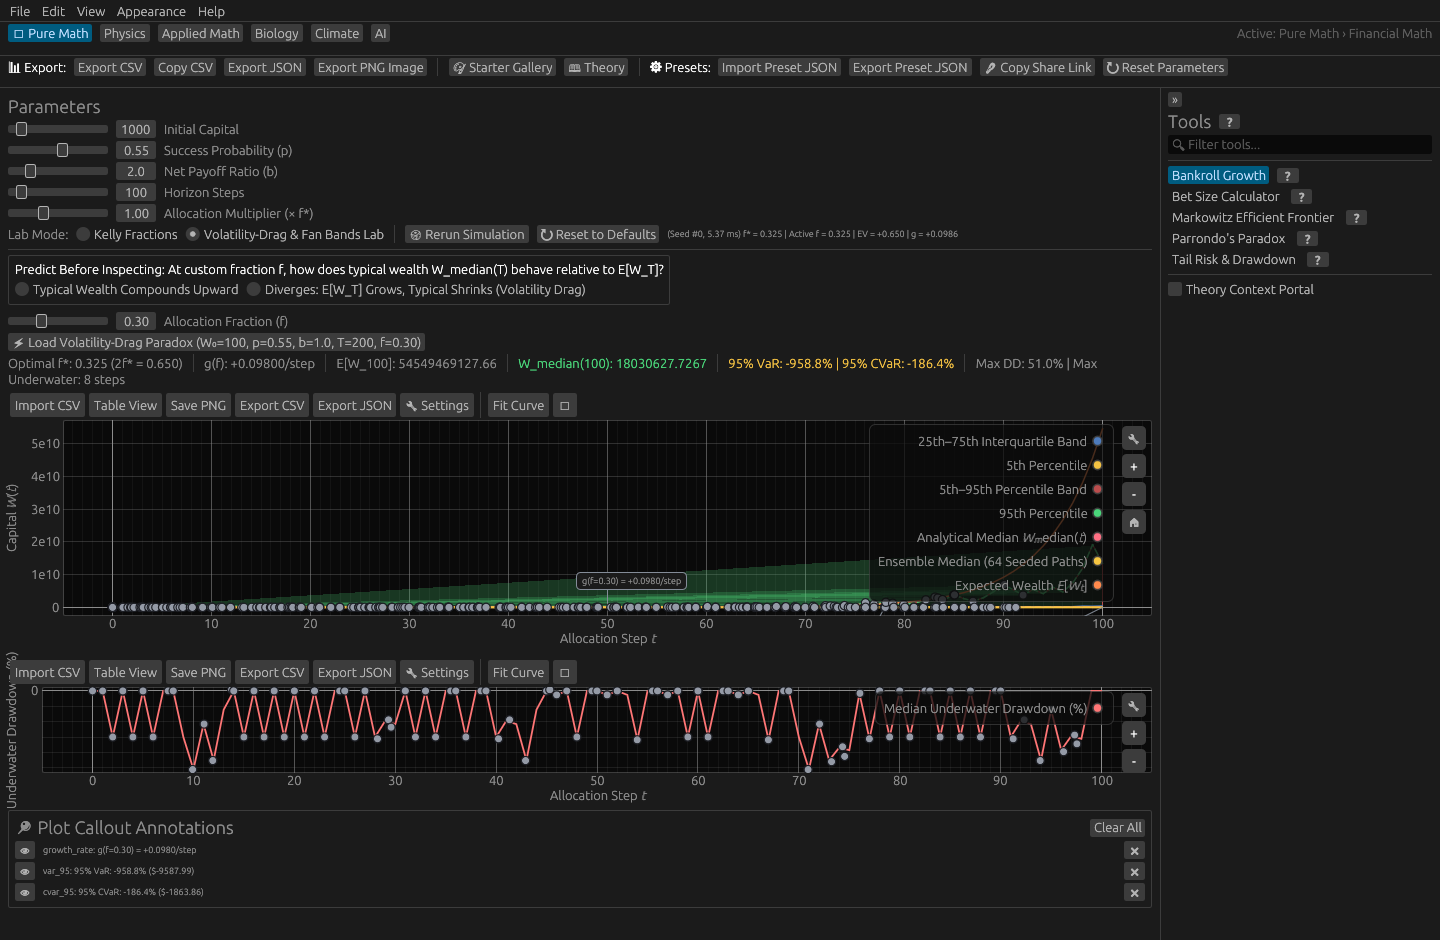 File Edit View Appearance Help
Pure Math Physics Applied Math Biology Climate AI Active: Pure Math › Financial Math
Export: Export CSV Copy CSV Export JSON Export PNG Image Starter Gallery Theory Presets: Import Preset JSON Export Preset JSON Copy Share Link Reset Parameters
Parameters
1000 Initial Capital
0.55 Success Probability (p)
2.0 Net Payoff Ratio (b)
100 Horizon Steps
1.00 Allocation Multiplier (× f*)
Lab Mode: Kelly Fractions Volatility-Drag & Fan Bands Lab Rerun Simulation Reset to Defaults (Seed #0, 5.37 ms) f* = 0.325 | Active f = 0.325 | EV = +0.650 | g = +0.0986
Predict Before Inspecting: At custom fraction f, how does typical wealth W_median(T) behave relative to E[W_T]?
Typical Wealth Compounds Upward Diverges: E[W_T] Grows, Typical Shrinks (Volatility Drag)
0.30 Allocation Fraction (f)
⚡ Load Volatility-Drag Paradox (W₀=100, p=0.55, b=1.0, T=200, f=0.30)
Optimal f*: 0.325 (2f* = 0.650) g(f): +0.09800/step E[W_100]: 54549469127.66 W_median(100): 18030627.7267 95% VaR: -958.8% | 95% CVaR: -186.4% Max DD: 51.0% | Max
Underwater: 8 steps
Import CSV Table View Save PNG Export CSV Export JSON Settings Fit Curve
Capital W(t)
5e10
4e10
3e10
2e10
1e10
0
25th–75th Interquartile Band
5th Percentile
5th–95th Percentile Band
95th Percentile
Analytical Median Wₘedian(t)
Ensemble Median (64 Seeded Paths)
Expected Wealth E[Wₜ]
+
-
g(f=0.30) = +0.0980/step
0 10 20 30 40 50 60 70 80 90 100
Allocation Step t
Import CSV Table View Save PNG Export CSV Export JSON Settings Fit Curve
Underwater Drawdown (%)
0
Median Underwater Drawdown (%)
+
-
0 10 20 30 40 50 60 70 80 90 100
Allocation Step t
Plot Callout Annotations Clear All
growth_rate: g(f=0.30) = +0.0980/step
var_95: 95% VaR: -958.8% ($-9587.99)
cvar_95: 95% CVaR: -186.4% ($-1863.86)
»
Tools ?
Filter tools...
Bankroll Growth ?
Bet Size Calculator ?
Markowitz Efficient Frontier ?
Parrondo's Paradox ?
Tail Risk & Drawdown ?
Theory Context Portal